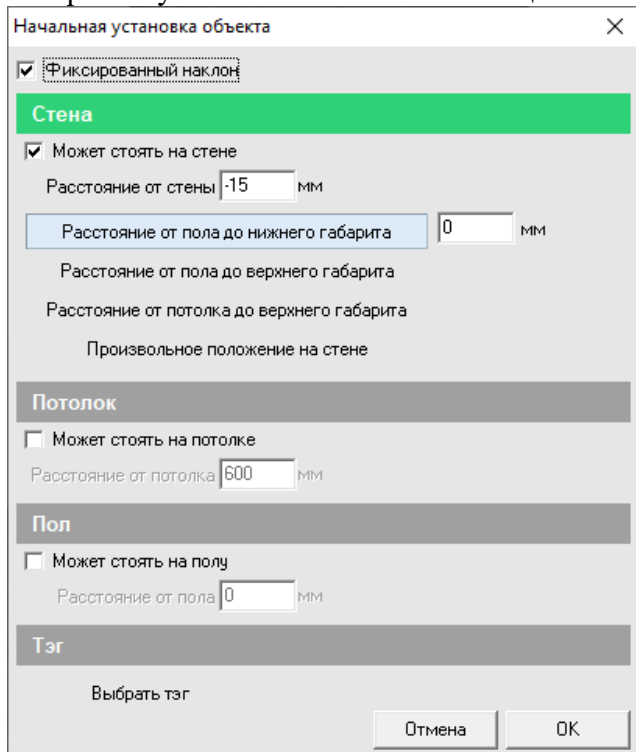 Начальная установка объекта
Фиксированный наклон
Стена
Может стоять на стене
Расстояние от стены -15 мм
Расстояние от пола до нижнего габарита 0 мм
Расстояние от пола до верхнего габарита
Расстояние от потолка до верхнего габарита
Произвольное положение на стене
Потолок
Может стоять на потолке
Расстояние от потолка 600 мм
Пол
Может стоять на полу
Расстояние от пола 0 мм
Тэг
Выбрать тэг
Отмена OK